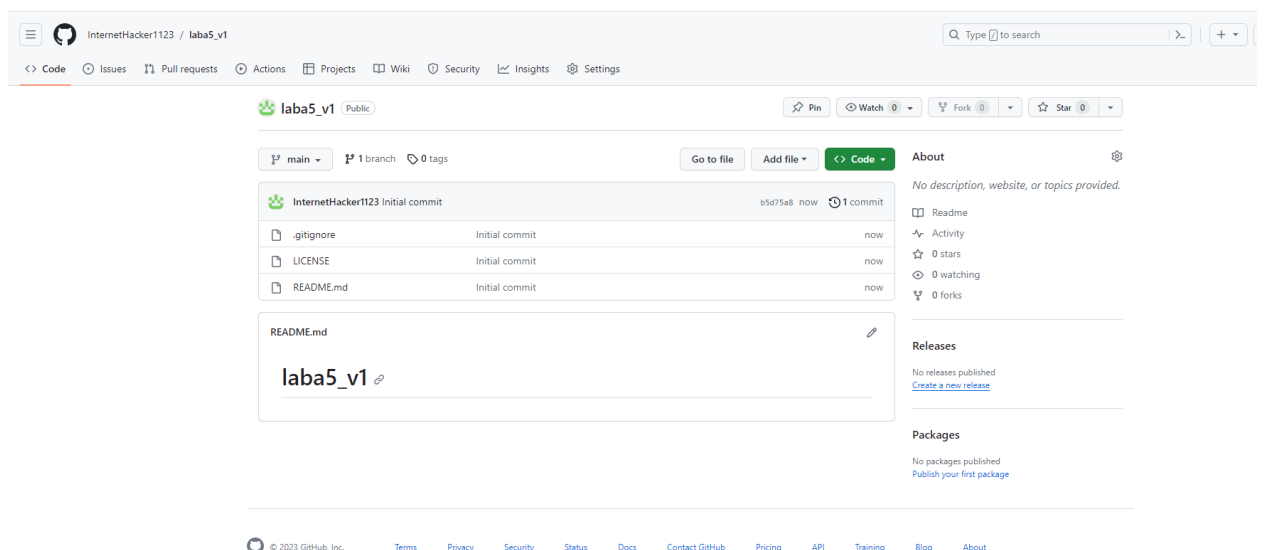 InternetHacker1123 / laba5_v1
Type / to search
<> Code Issues Pull requests Actions Projects Wiki Security Insights Settings
laba5_v1 Public
Pin Watch 0 Fork 0 Star 0
main 1 branch 0 tags Go to file Add file Code
InternetHacker1123 Initial commit b5d75a8 now 1 commit
.gitignore Initial commit now
LICENSE Initial commit now
README.md Initial commit now
README.md
laba5_v1
About
No description, website, or topics provided.
Readme
Activity
0 stars
0 watching
0 forks
Releases
No releases published
Create a new release
Packages
No packages published
Publish your first package
© 2023 GitHub, Inc. Terms Privacy Security Status Docs Contact GitHub Pricing API Training Blog About